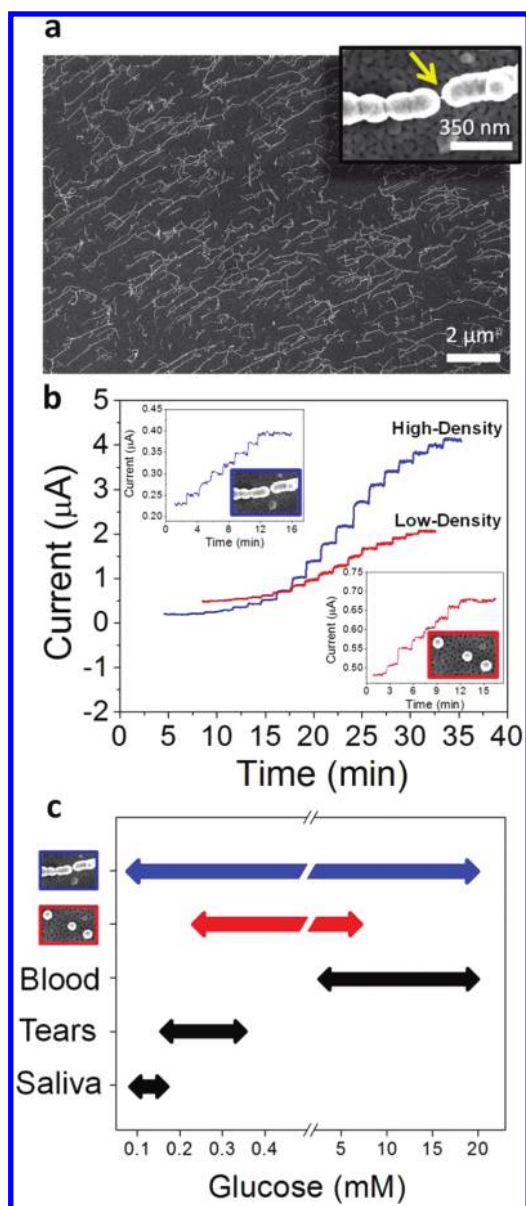 a
350 nm
2 µm
b
High-Density
Low-Density
Current (µA)
5
4
3
2
1
0
1
-2
0 5 10 15 20 25 30 35 40
Time (min)
Current (µA)
0.40
0.35
0.30
0.25
0.20
0 4 8 12 16
Time (min)
Current (µA)
0.75
0.70
0.65
0.60
0.55
0.50
0 3 6 9 12 15
Time (min)
c
Blood
Tears
Saliva
0.1 0.2 0.3 0.4 5 10 15 20
Glucose (mM)